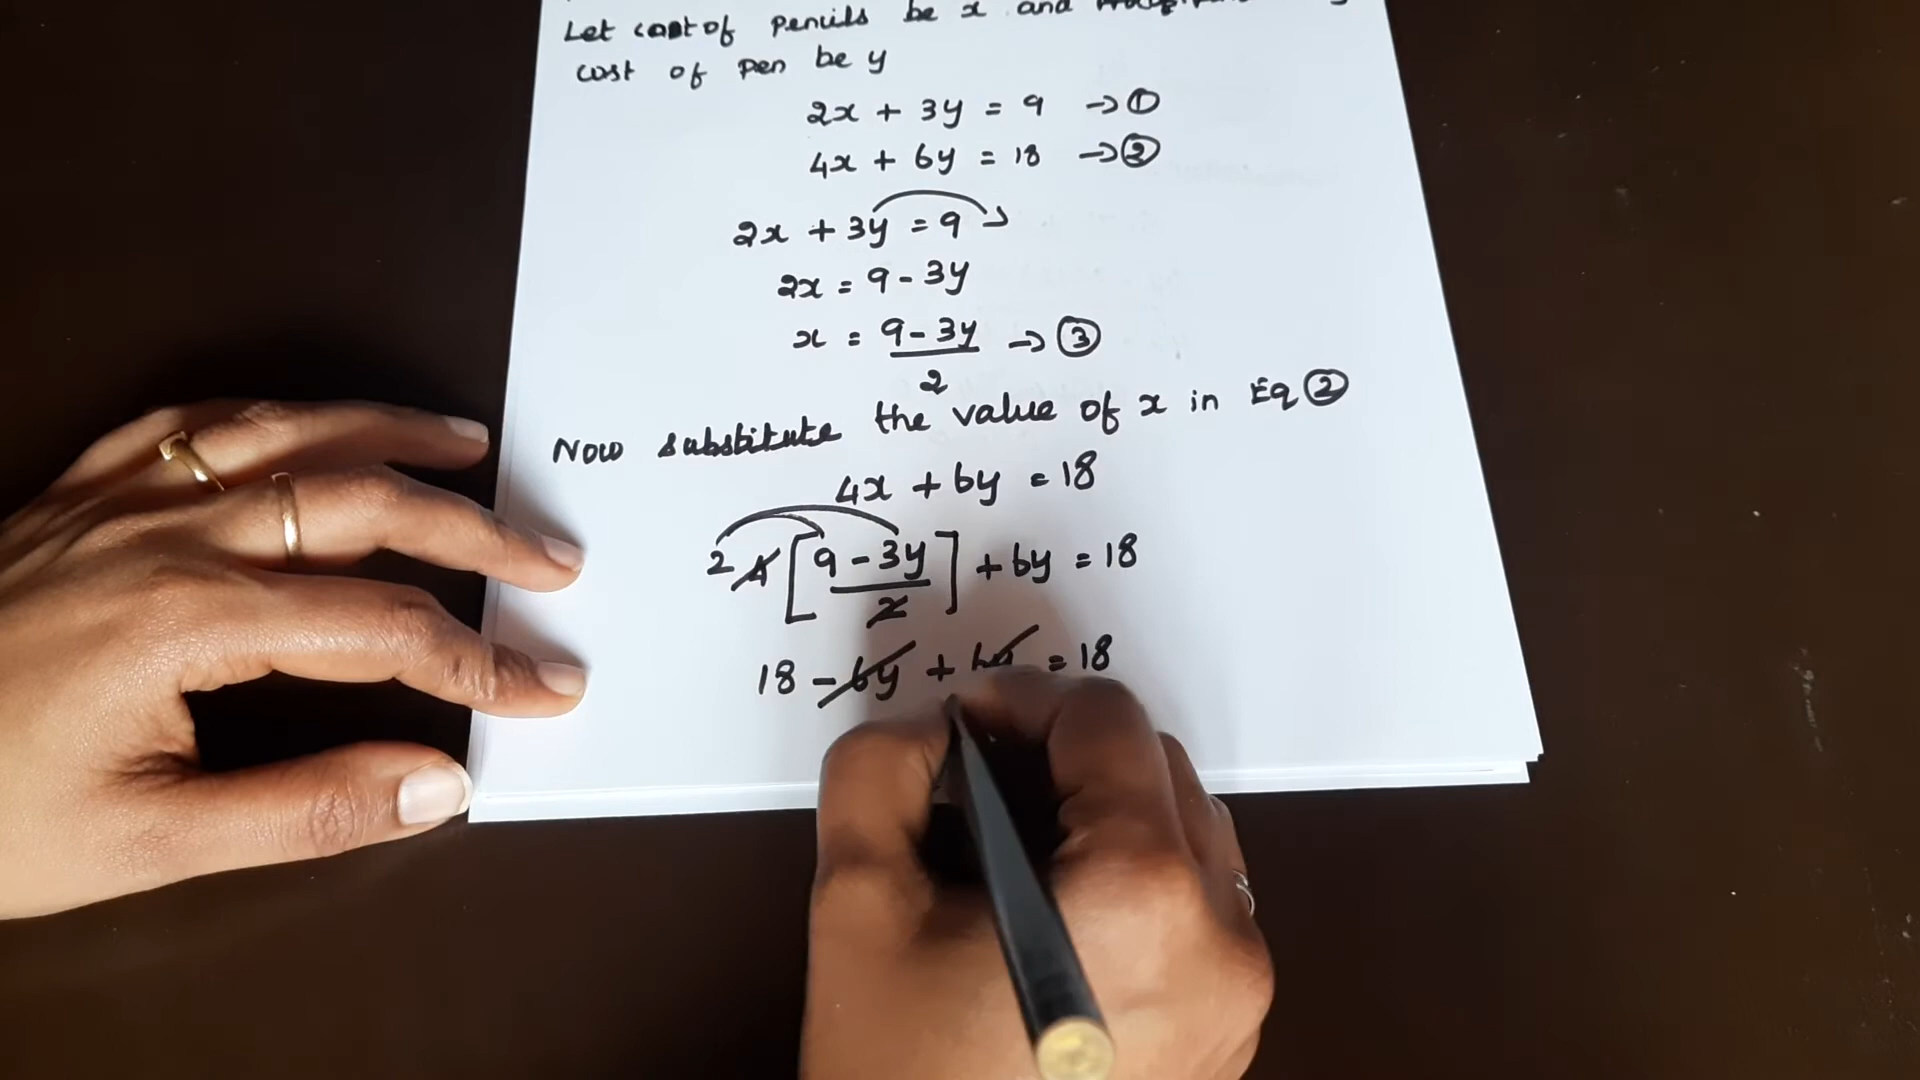 Let cost of pencils be x and
cost of pen be y
2x + 3y = 9 → ①
4x + 6y = 18 → ②
2x + 3y = 9
2x = 9 - 3y
x = 9 - 3y / 2 → ③
Now substitute the value of x in Eq ②
4x + 6y = 18
2 4 [ 9 - 3y / 2 ] + 6y = 18
18 - 6y + 6y = 18